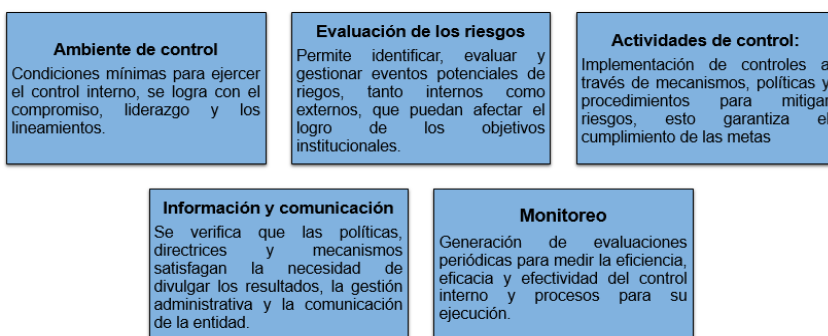 Ambiente de control
Condiciones mínimas para ejercer
el control interno, se logra con el
compromiso, liderazgo y los
lineamientos.
Evaluación de los riesgos
Permite identificar, evaluar y
gestionar eventos potenciales de
riegos, tanto internos como
externos, que puedan afectar el
logro de los objetivos
institucionales.
Actividades de control:
Implementación de controles a
través de mecanismos, políticas y
procedimientos para mitigar
riesgos, esto garantiza el
cumplimiento de las metas
Información y comunicación
Se verifica que las políticas,
directrices y mecanismos
satisfagan la necesidad de
divulgar los resultados, la gestión
administrativa y la comunicación
de la entidad.
Monitoreo
Generación de evaluaciones
periódicas para medir la eficiencia,
eficacia y efectividad del control
interno y procesos para su
ejecución.